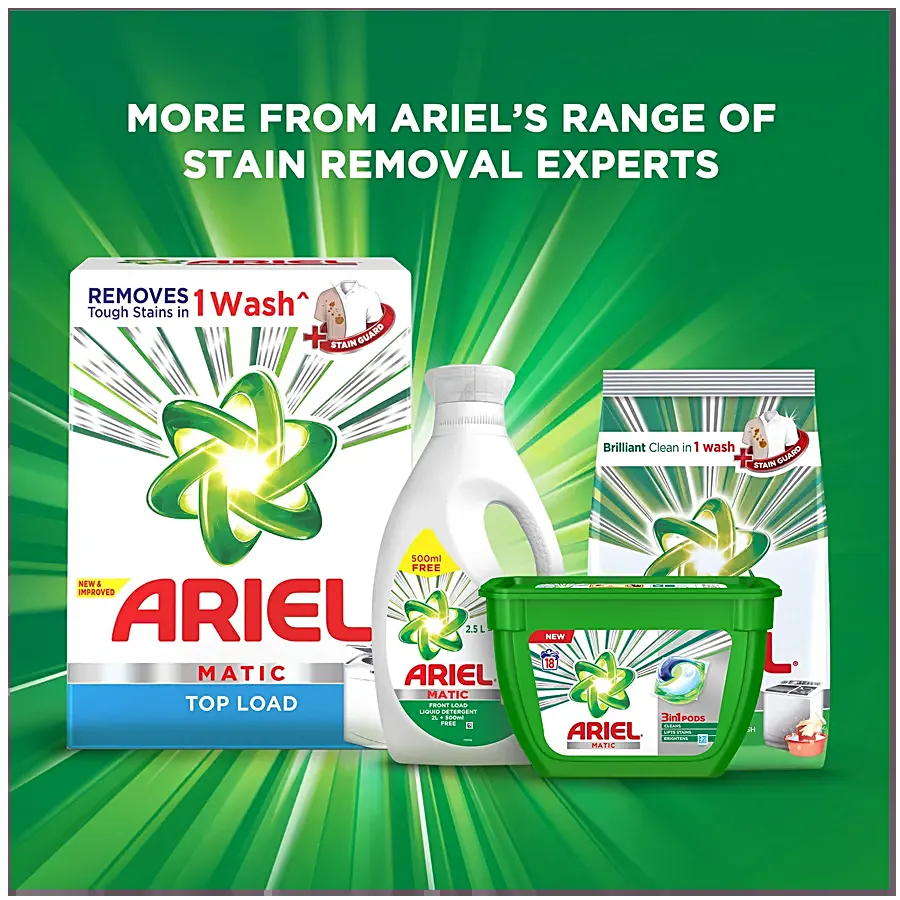 MORE FROM ARIEL'S RANGE OF
STAIN REMOVAL EXPERTS
ARIEL
REMOVES
Tough Stains in
1 Wash^
STAIN GUARD
NEW &
IMPROVED
ARIEL
MATIC
TOP LOAD
500ml
FREE
2.5 L
ARIEL
MATIC
FRONT LOAD
LIQUID DETERGENT
2L + 500ml
FREE
Brilliant Clean in 1 wash
STAIN GUARD
L
NEW
18
ARIEL
MATIC
3in1 PODS
CLEANS
LIFTS STAINS
BRIGHTENS